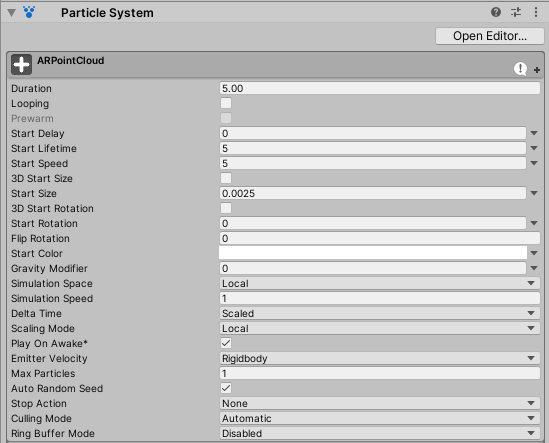 Particle System
Open Editor...
ARPointCloud
Duration 5.00
Looping
Prewarm
Start Delay 0
Start Lifetime 5
Start Speed 5
3D Start Size
Start Size 0.0025
3D Start Rotation
Start Rotation 0
Flip Rotation 0
Start Color
Gravity Modifier 0
Simulation Space Local
Simulation Speed 1
Delta Time Scaled
Scaling Mode Local
Play On Awake*
Emitter Velocity Rigidbody
Max Particles 1
Auto Random Seed
Stop Action None
Culling Mode Automatic
Ring Buffer Mode Disabled